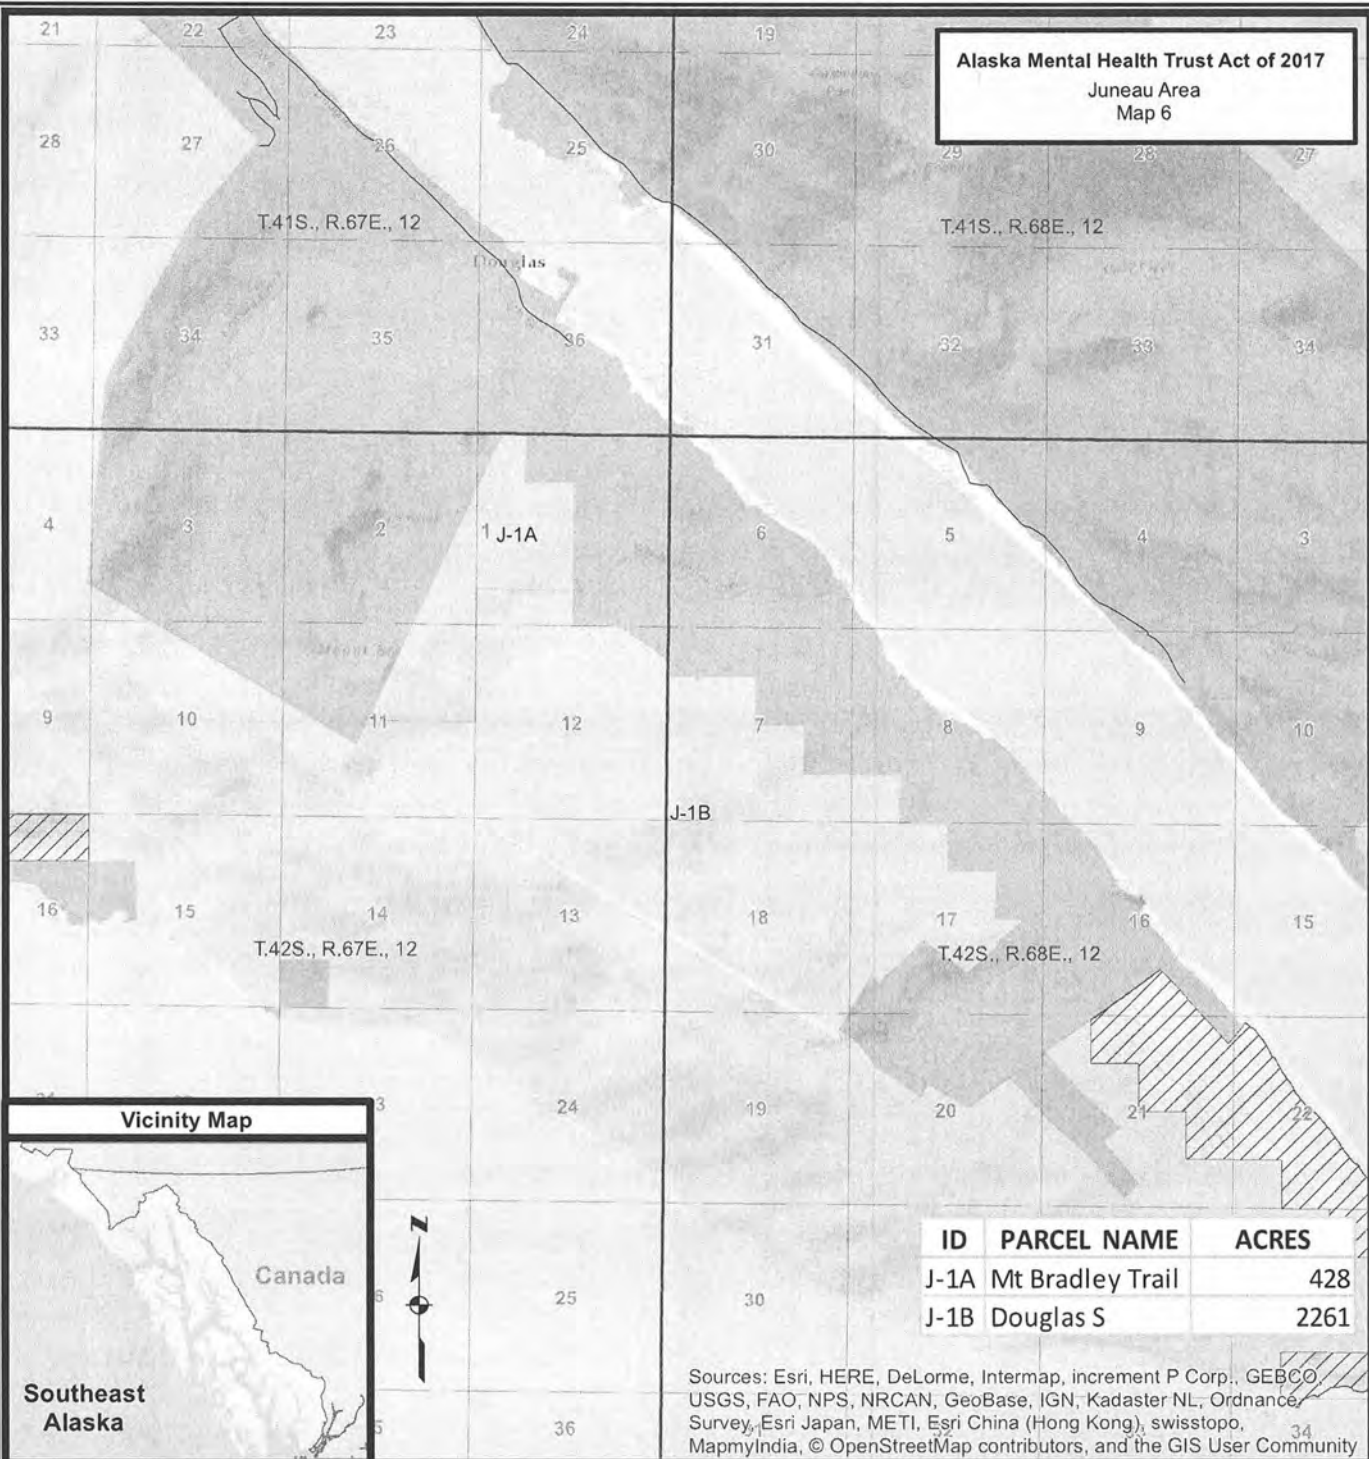 Alaska Mental Health Trust Act of 2017
Juneau Area
Map 6
21 22 23 24 19
28 27 26 25 30 29 28 27
T.41S., R.67E., 12
T.41S., R.68E., 12
Douglas
33 34 35 36 31 32 33 34
4 3 2 1 J-1A 6 5 4 3
9 10 11 12 7 8 9 10
J-1B
16 15 14 13 18 17 16 15
T.42S., R.67E., 12
T.42S., R.68E., 12
3 24 19 20 21 22
Vicinity Map
Canada
Southeast
Alaska
N
6 25 30
5 36 34
ID PARCEL NAME ACRES
J-1A Mt Bradley Trail 428
J-1B Douglas S 2261
Sources: Esri, HERE, DeLorme, Intermap, increment P Corp., GEBCO,
USGS, FAO, NPS, NRCAN, GeoBase, IGN, Kadaster NL, Ordnance
Survey, Esri Japan, METI, Esri China (Hong Kong), swisstopo,
MapmyIndia, © OpenStreetMap contributors, and the GIS User Community